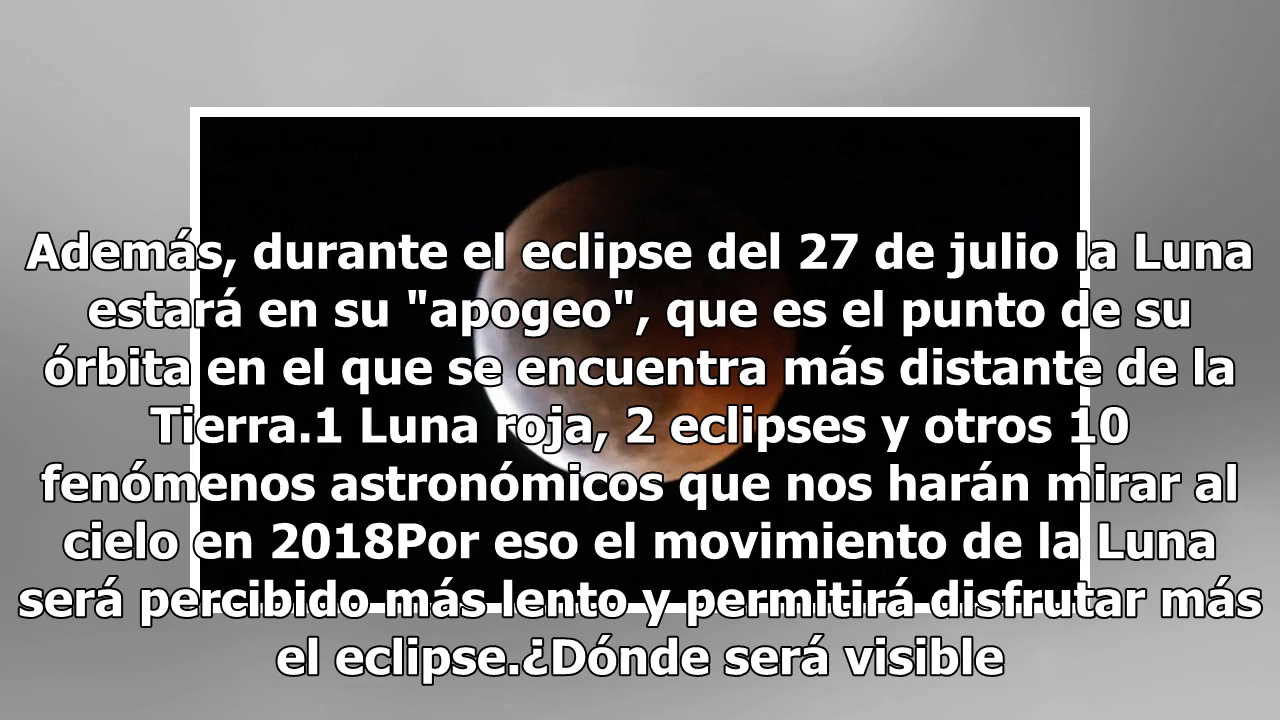 Además, durante el eclipse del 27 de julio la Luna
estará en su "apogeo", que es el punto de su
órbita en el que se encuentra más distante de la
Tierra.1 Luna roja, 2 eclipses y otros 10
fenómenos astronómicos que nos harán mirar al
cielo en 2018Por eso el movimiento de la Luna
será percibido más lento y permitirá disfrutar más
el eclipse.¿Dónde será visible